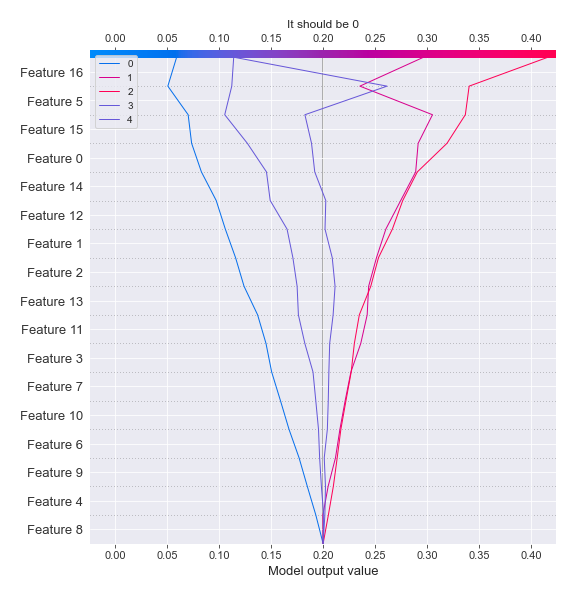 It should be 0
0.00 0.05 0.10 0.15 0.20 0.25 0.30 0.35 0.40
0
1
2
3
4
Feature 16
Feature 5
Feature 15
Feature 0
Feature 14
Feature 12
Feature 1
Feature 2
Feature 13
Feature 11
Feature 3
Feature 7
Feature 10
Feature 6
Feature 9
Feature 4
Feature 8
0.00 0.05 0.10 0.15 0.20 0.25 0.30 0.35 0.40
Model output value